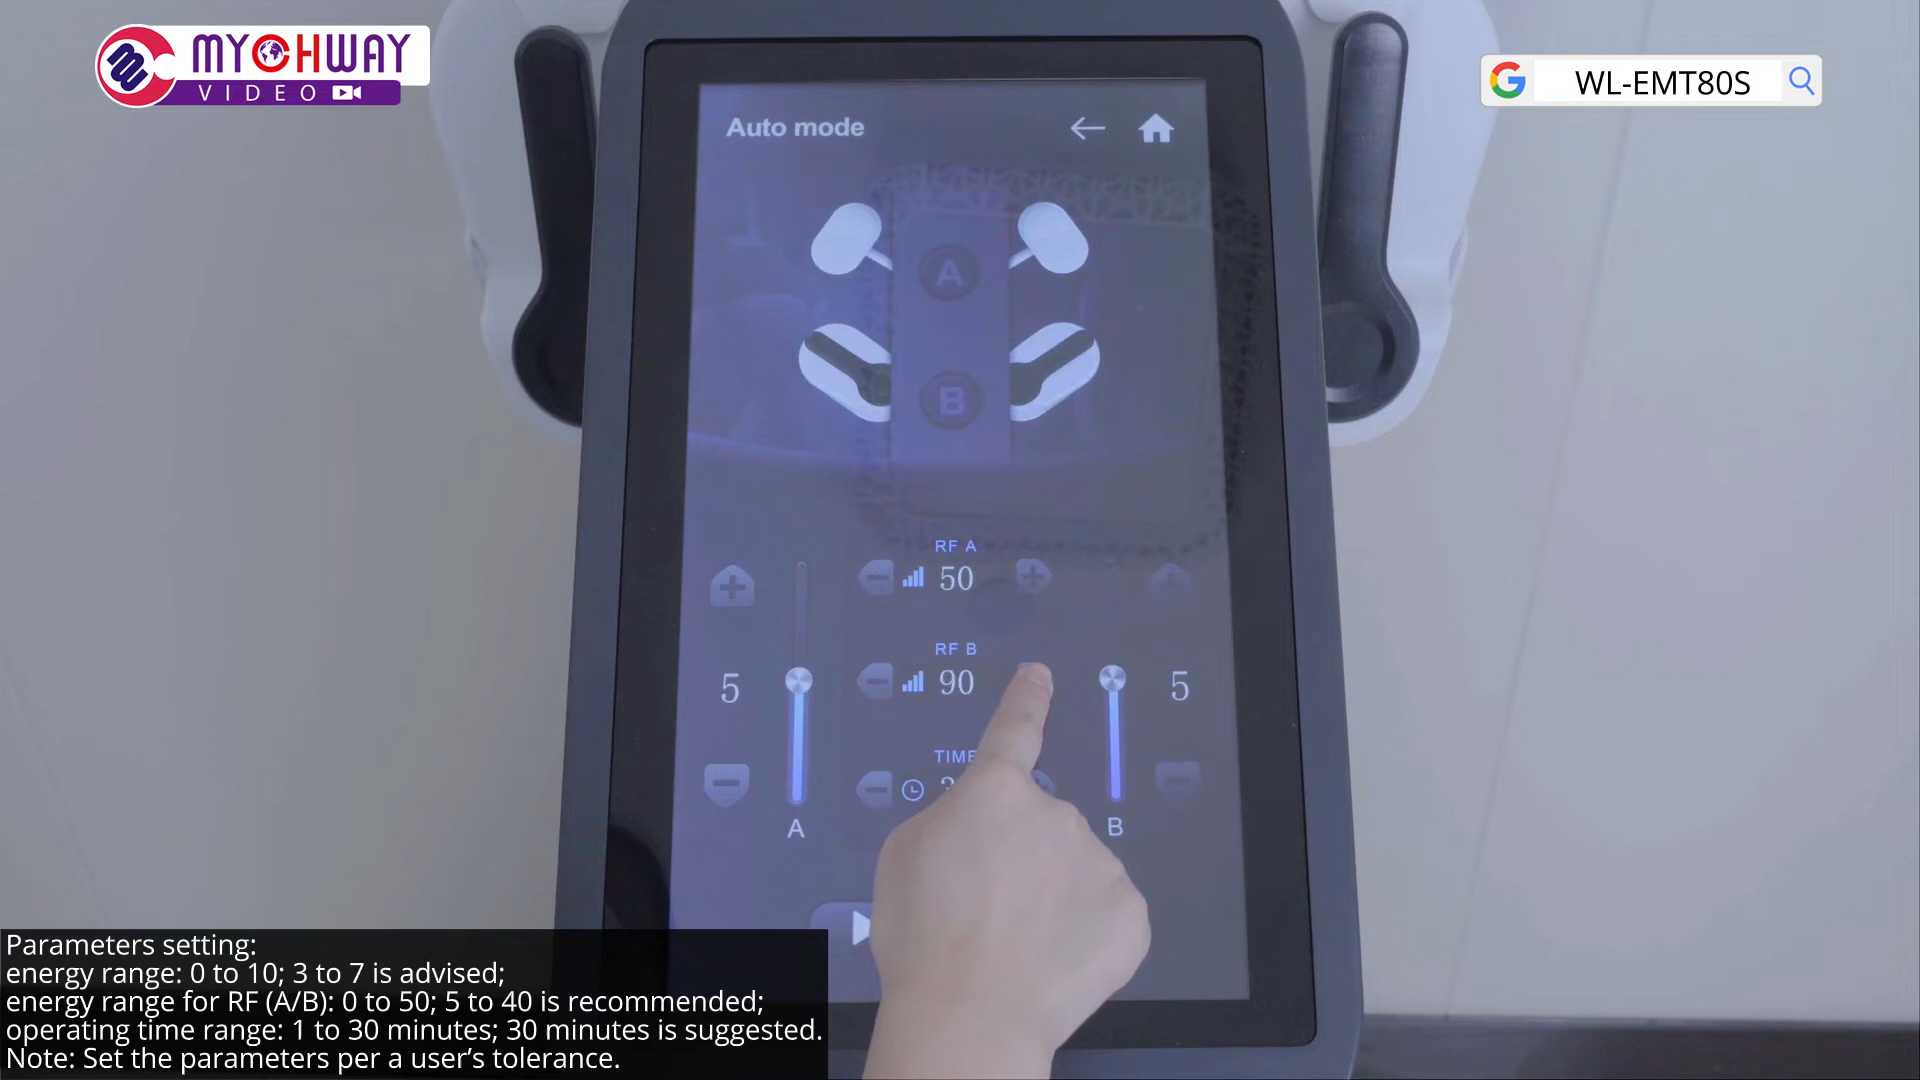 MYCHWAY
VIDEO
WL-EMT80S
Auto mode
A
B
RF A
50
RF B
5
90
5
TIME
A
B
Parameters setting:
energy range: 0 to 10; 3 to 7 is advised;
energy range for RF (A/B): 0 to 50; 5 to 40 is recommended;
operating time range: 1 to 30 minutes; 30 minutes is suggested.
Note: Set the parameters per a user’s tolerance.